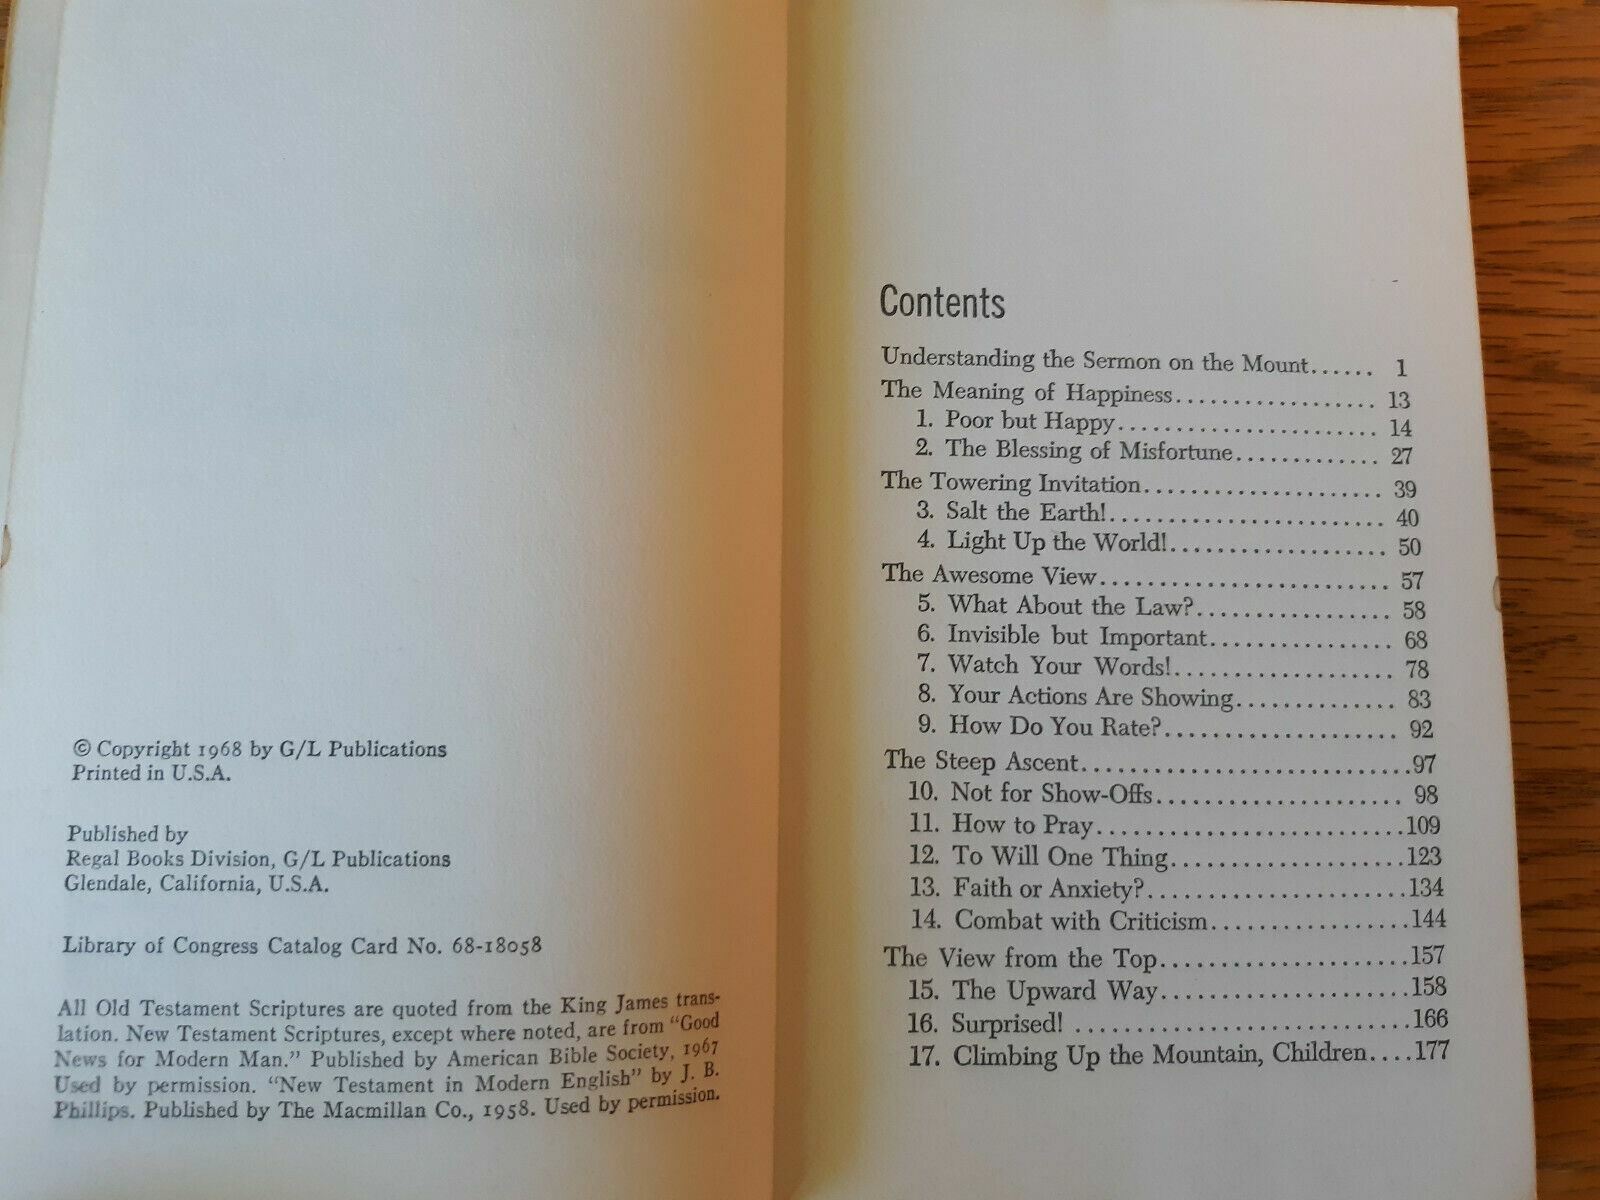 © Copyright 1968 by G/L Publications
Printed in U.S.A.
Published by
Regal Books Division, G/L Publications
Glendale, California, U.S.A.
Library of Congress Catalog Card No. 68-18058
All Old Testament Scriptures are quoted from the King James trans-
lation. New Testament Scriptures, except where noted, are from "Good
News for Modern Man." Published by American Bible Society, 1967
Used by permission. "New Testament in Modern English" by J. B.
Phillips. Published by The Macmillan Co., 1958. Used by permission.
Contents
Understanding the Sermon on the Mount...... 1
The Meaning of Happiness.................. 13
1. Poor but Happy....................... 14
2. The Blessing of Misfortune............. 27
The Towering Invitation..................... 39
3. Salt the Earth!........................ 40
4. Light Up the World!................... 50
The Awesome View......................... 57
5. What About the Law?................. 58
6. Invisible but Important................ 68
7. Watch Your Words!................... 78
8. Your Actions Are Showing.............. 83
9. How Do You Rate?.................... 92
The Steep Ascent............................97
10. Not for Show-Offs..................... 98
11. How to Pray..........................109
12. To Will One Thing....................123
13. Faith or Anxiety?......................134
14. Combat with Criticism.................144
The View from the Top.....................157
15. The Upward Way.....................158
16. Surprised! ............................166
17. Climbing Up the Mountain, Children....177